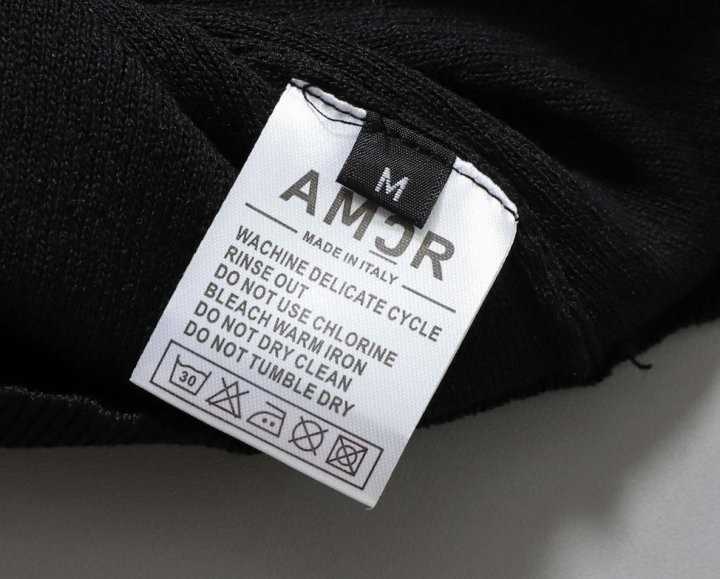 M
AMƆR
MADE IN ITALY
WACHINE DELICATE CYCLE
RINSE OUT
DO NOT USE CHLORINE
BLEACH WARM IRON
DO NOT DRY CLEAN
DO NOT TUMBLE DRY
30